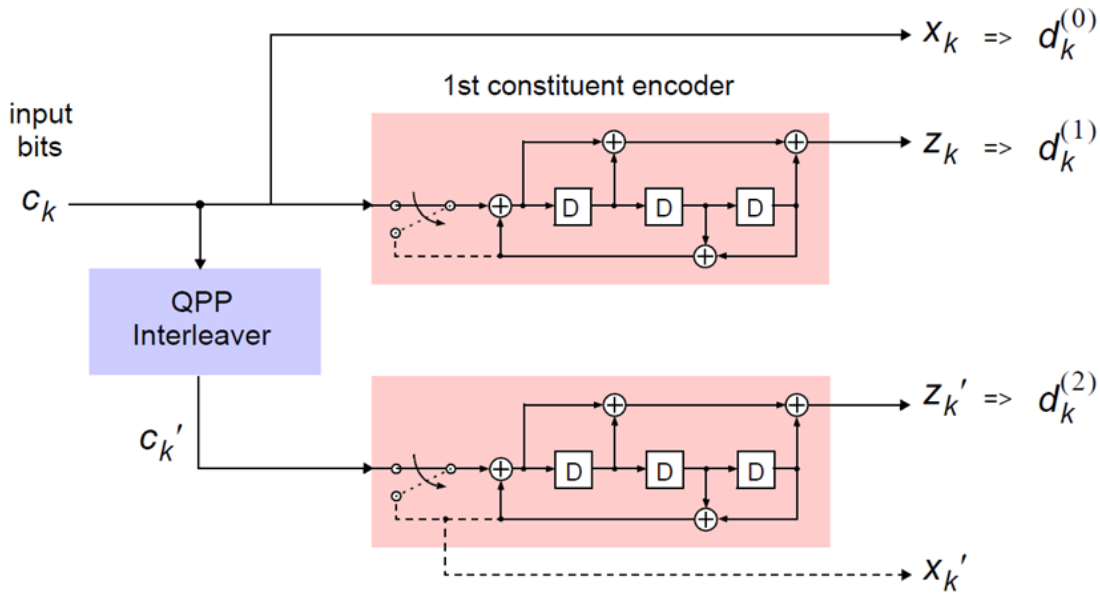 x_k => d_k^(0)
1st constituent encoder
input
bits
z_k => d_k^(1)
c_k
D D D
QPP
Interleaver
z_k′ => d_k^(2)
c_k′
D D D
x_k′